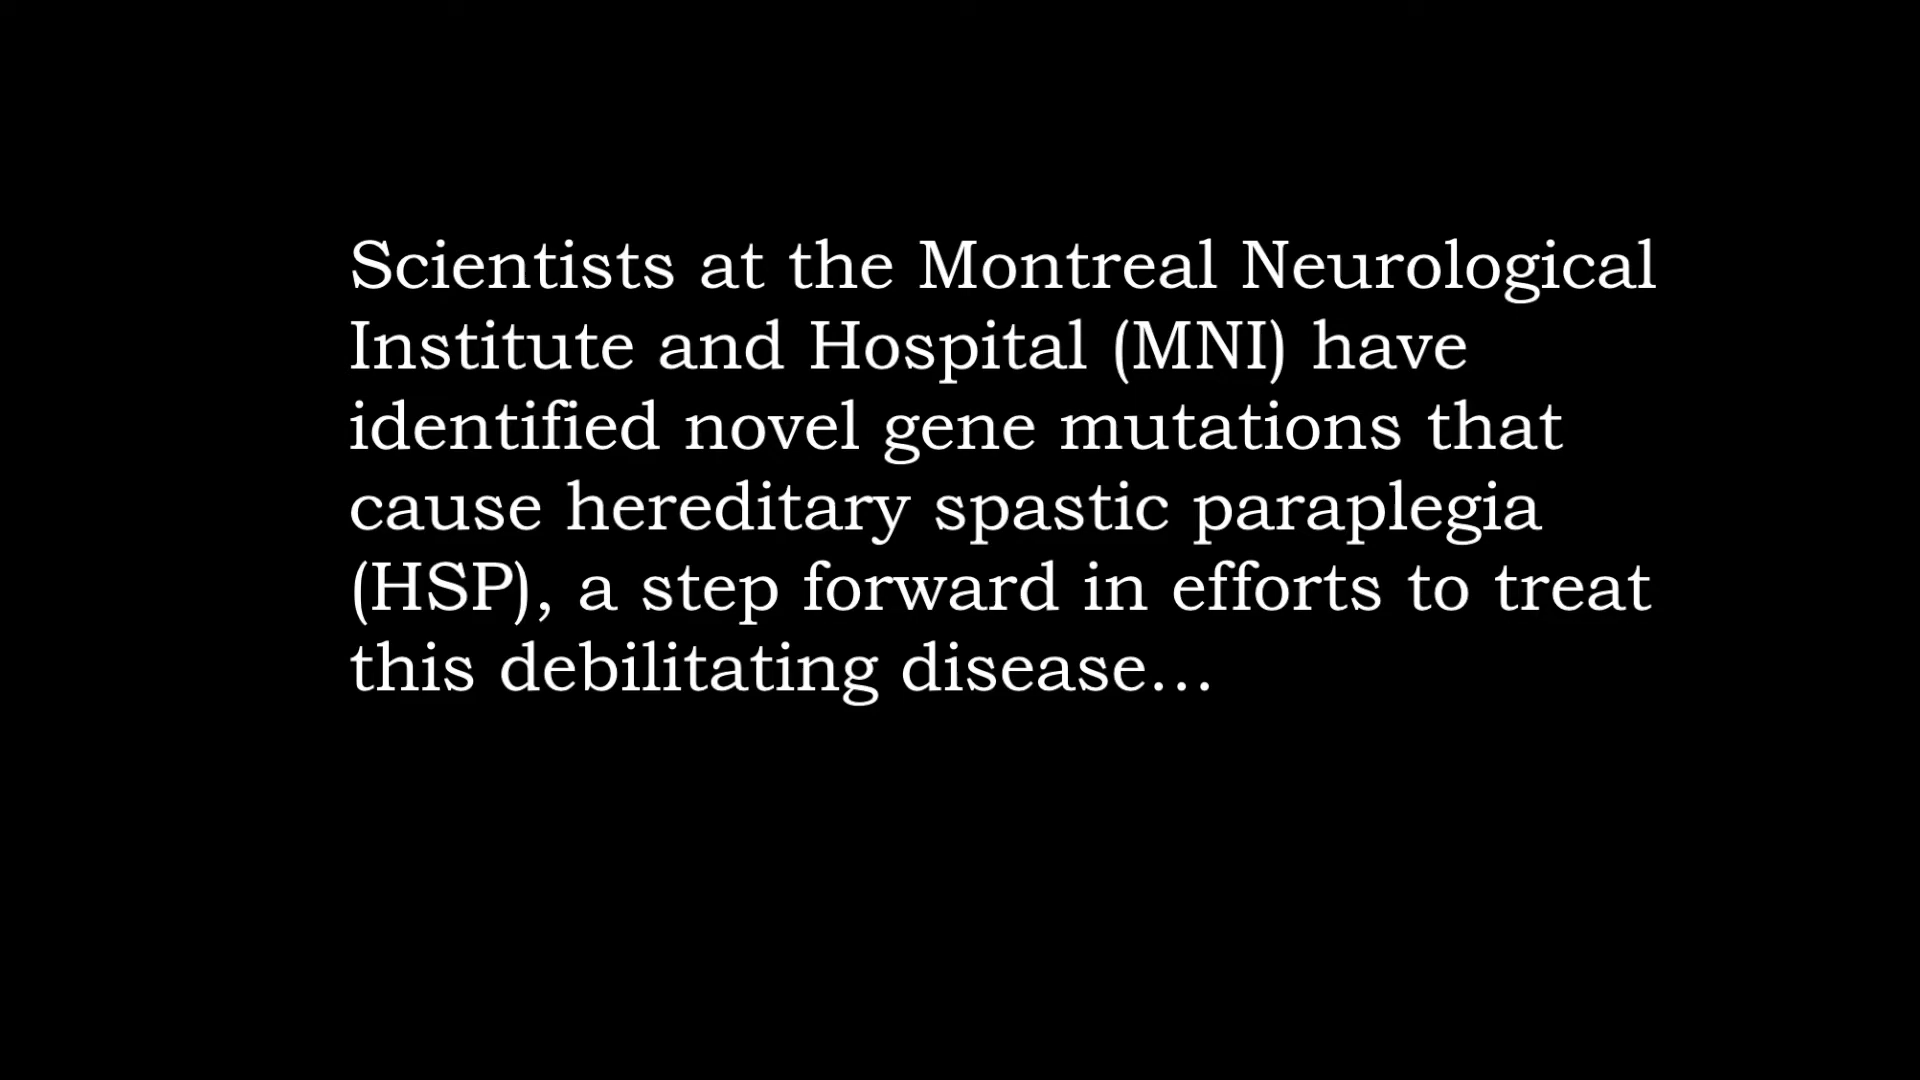 Scientists at the Montreal Neurological
Institute and Hospital (MNI) have
identified novel gene mutations that
cause hereditary spastic paraplegia
(HSP), a step forward in efforts to treat
this debilitating disease…